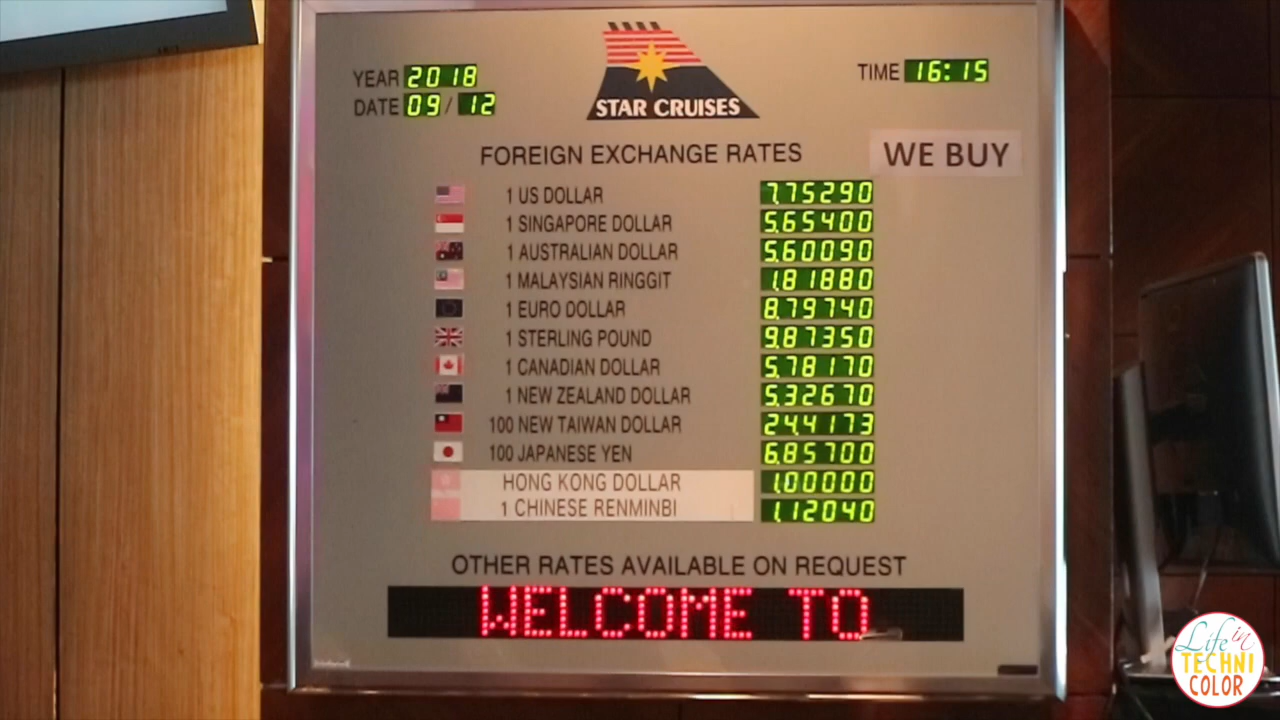 YEAR 2018
DATE 09/ 12
STAR CRUISES
TIME 16:15
FOREIGN EXCHANGE RATES
WE BUY
1 US DOLLAR 7.75290
1 SINGAPORE DOLLAR 5.65400
1 AUSTRALIAN DOLLAR 5.60090
1 MALAYSIAN RINGGIT 1.81880
1 EURO DOLLAR 8.79740
1 STERLING POUND 9.87350
1 CANADIAN DOLLAR 5.78170
1 NEW ZEALAND DOLLAR 5.32670
100 NEW TAIWAN DOLLAR 24.4173
100 JAPANESE YEN 6.85700
HONG KONG DOLLAR 1.00000
1 CHINESE RENMINBI 1.12040
OTHER RATES AVAILABLE ON REQUEST
WELCOME TO
Life in
TECHNI
COLOR